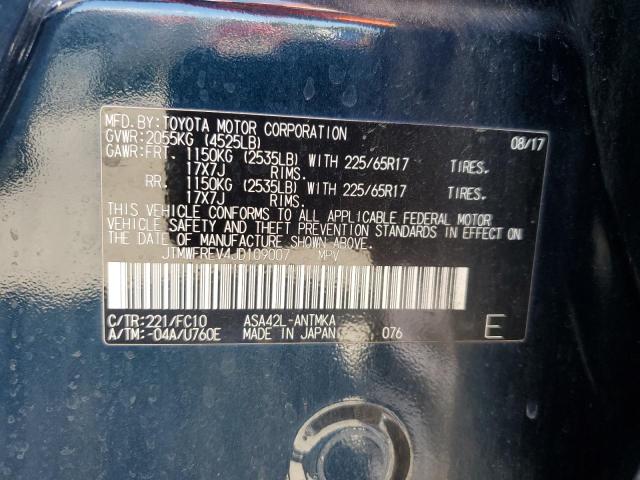 MFD.BY:TOYOTA MOTOR CORPORATION 08/17
GVWR:2055KG (4525LB)
GAWR:FRT. 1150KG (2535LB) WITH 225/65R17 TIRES.
17X7J RIMS.
RR. 1150KG (2535LB) WITH 225/65R17 TIRES.
17X7J RIMS.
THIS VEHICLE CONFORMS TO ALL APPLICABLE FEDERAL MOTOR
VEHICLE SAFETY AND THEFT PREVENTION STANDARDS IN EFFECT ON
THE DATE OF MANUFACTURE SHOWN ABOVE.
JTMWFREV4JD109007 MPV
C/TR:221/FC10 ASA42L-ANTMKA
A/TM:-04A/U760E MADE IN JAPAN 076 E